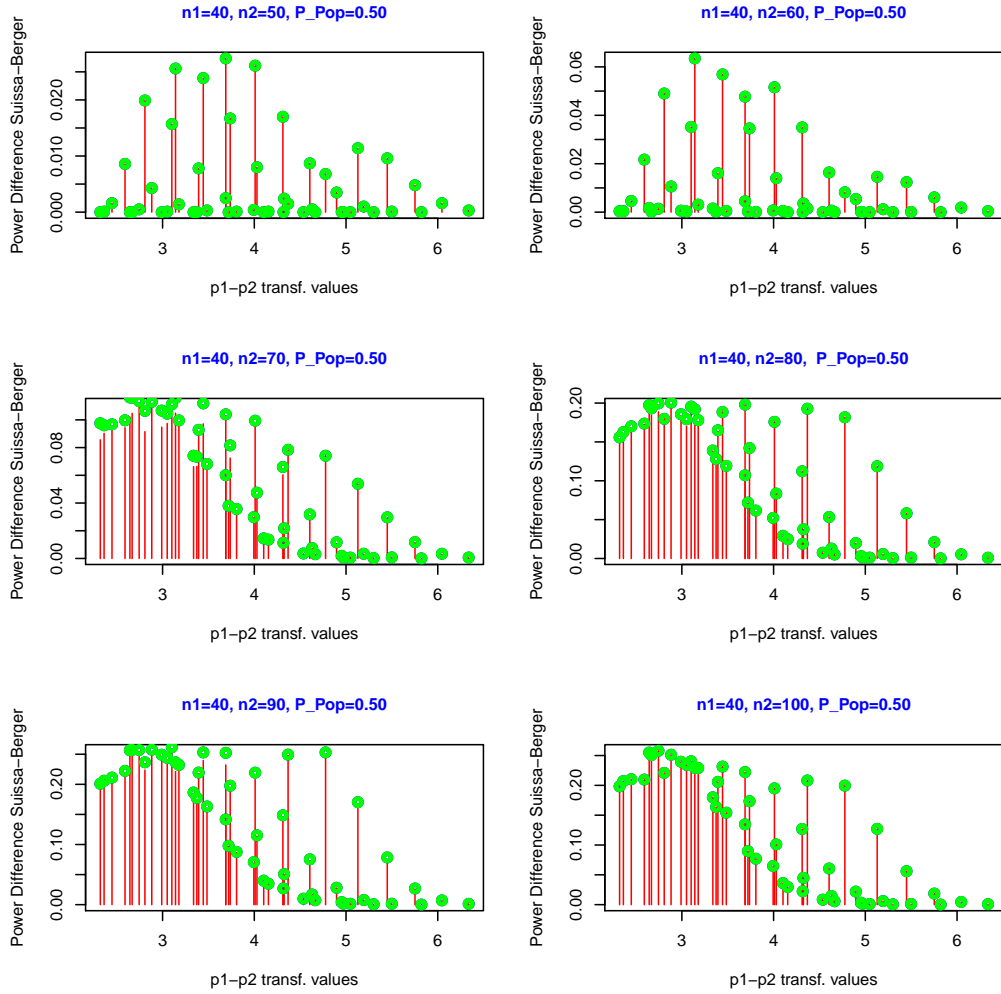 n1=40, n2=50, P_Pop=0.50
Power Difference Suissa−Berger
0.000
0.010
0.020
3
4
5
6
p1−p2 transf. values
n1=40, n2=60, P_Pop=0.50
Power Difference Suissa−Berger
0.00
0.02
0.04
0.06
3
4
5
6
p1−p2 transf. values
n1=40, n2=70, P_Pop=0.50
Power Difference Suissa−Berger
0.00
0.04
0.08
3
4
5
6
p1−p2 transf. values
n1=40, n2=80,  P_Pop=0.50
Power Difference Suissa−Berger
0.00
0.10
0.20
3
4
5
6
p1−p2 transf. values
n1=40, n2=90, P_Pop=0.50
Power Difference Suissa−Berger
0.00
0.10
0.20
3
4
5
6
p1−p2 transf. values
n1=40, n2=100, P_Pop=0.50
Power Difference Suissa−Berger
0.00
0.10
0.20
3
4
5
6
p1−p2 transf. values